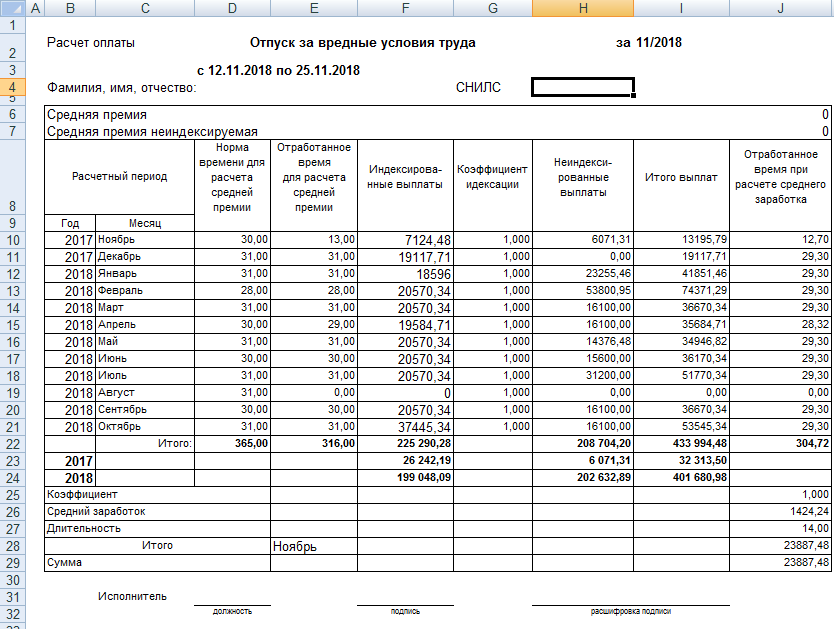 A B C D E F G H I J
1
2 Расчет оплаты Отпуск за вредные условия труда за 11/2018
3 с 12.11.2018 по 25.11.2018
4 Фамилия, имя, отчество: СНИЛС
5
6 Средняя премия 0
7 Средняя премия неиндексируемая 0
8 Расчетный период Норма времени для расчета средней премии Отработанное время для расчета средней премии Индексирова-нные выплаты Коэффициент идексации Неиндекси-рованные выплаты Итого выплат Отработанное время при расчете среднего заработка
9 Год Месяц
10 2017 Ноябрь 30,00 13,00 7124,48 1,000 6071,31 13195,79 12,70
11 2017 Декабрь 31,00 31,00 19117,71 1,000 0,00 19117,71 29,30
12 2018 Январь 31,00 31,00 18596 1,000 23255,46 41851,46 29,30
13 2018 Февраль 28,00 28,00 20570,34 1,000 53800,95 74371,29 29,30
14 2018 Март 31,00 31,00 20570,34 1,000 16100,00 36670,34 29,30
15 2018 Апрель 30,00 29,00 19584,71 1,000 16100,00 35684,71 28,32
16 2018 Май 31,00 31,00 20570,34 1,000 14376,48 34946,82 29,30
17 2018 Июнь 30,00 30,00 20570,34 1,000 15600,00 36170,34 29,30
18 2018 Июль 31,00 31,00 20570,34 1,000 31200,00 51770,34 29,30
19 2018 Август 31,00 0,00 0 1,000 0,00 0,00 0,00
20 2018 Сентябрь 30,00 30,00 20570,34 1,000 16100,00 36670,34 29,30
21 2018 Октябрь 31,00 31,00 37445,34 1,000 16100,00 53545,34 29,30
22 Итого: 365,00 316,00 225 290,28 208 704,20 433 994,48 304,72
23 2017 26 242,19 6 071,31 32 313,50
24 2018 199 048,09 202 632,89 401 680,98
25 Коэффициент 1,000
26 Средний заработок 1424,24
27 Длительность 14,00
28 Итого Ноябрь 23887,48
29 Сумма 23887,48
30
31 Исполнитель
32 должность подпись расшифровка подписи